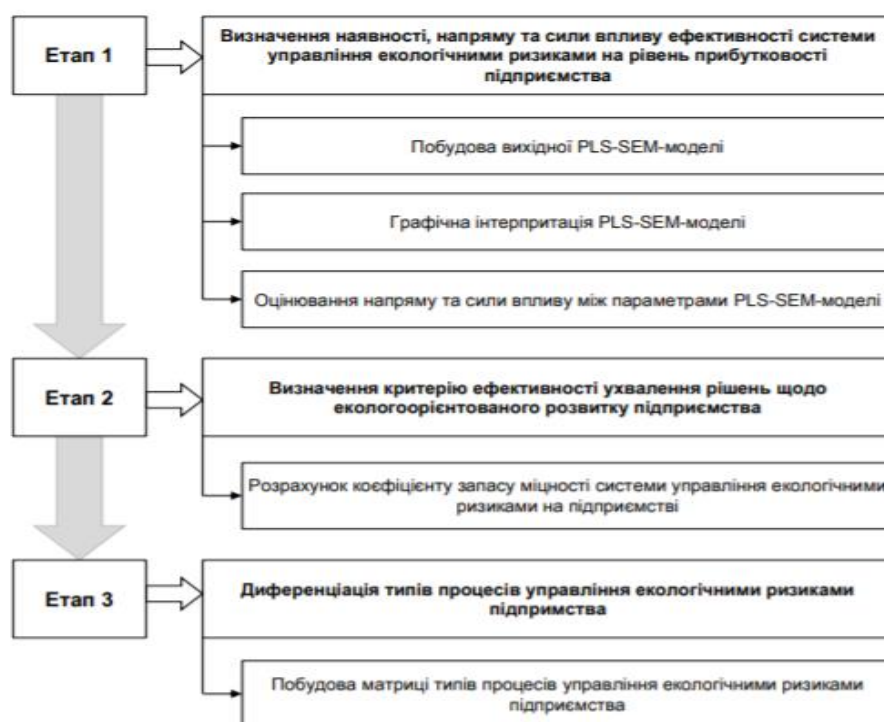 Етап 1
Визначення наявності, напряму та сили впливу ефективності системи
управління екологічними ризиками на рівень прибутковості
підприємства
Побудова вихідної PLS-SEM-моделі
Графічна інтерпритація PLS-SEM-моделі
Оцінювання напряму та сили впливу між параметрами PLS-SEM-моделі
Етап 2
Визначення критерію ефективності ухвалення рішень щодо
екологоорієнтованого розвитку підприємства
Розрахунок коєфіцієнту запасу міцності системи управління екологічними
ризиками на підприємстві
Етап 3
Диференціація типів процесів управління екологічними ризиками
підпримства
Побудова матриці типів процесів управління екологічними ризиками
підприємства